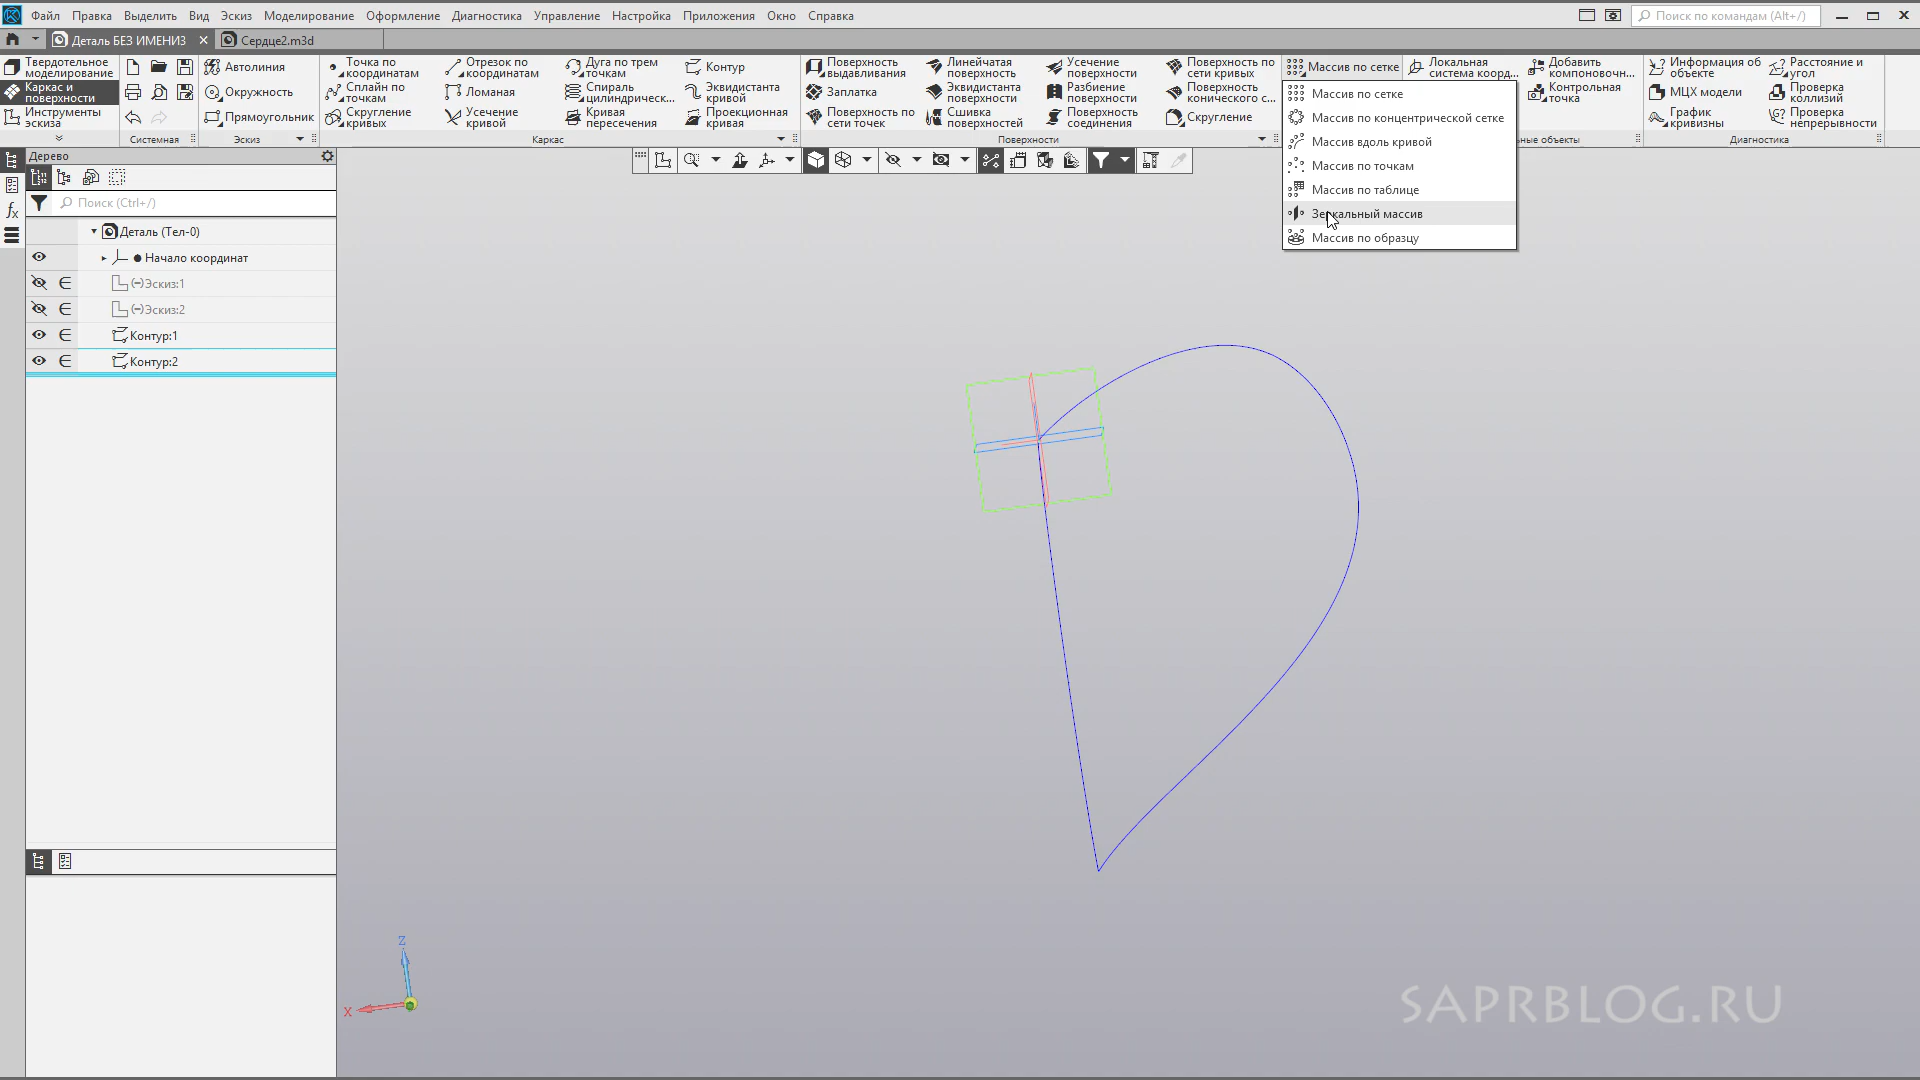 Файл Правка Выделить Вид Эскиз Моделирование Оформление Диагностика Управление Настройка Приложения Окно Справка
Поиск по командам (Alt+/)
Деталь БЕЗ ИМЕНИ3
Сердце2.m3d
Твердотельное моделирование
Каркас и поверхности
Инструменты эскиза
Системная
Автолиния
Окружность
Прямоугольник
Эскиз
Точка по координатам
Сплайн по точкам
Скругление кривых
Отрезок по координатам
Ломаная
Усечение кривой
Дуга по трем точкам
Спираль цилиндрическ...
Кривая пересечения
Контур
Эквидистанта кривой
Проекционная кривая
Каркас
Поверхность выдавливания
Заплатка
Поверхность по сети точек
Линейчатая поверхность
Эквидистанта поверхности
Сшивка поверхностей
Усечение поверхности
Разбиение поверхности
Поверхность соединения
Поверхность по сети кривых
Поверхность конического с...
Скругление
Поверхности
Массив по сетке
Локальная система коорд...
Добавить компоновочн...
Контрольная точка
ные объекты
Информация об объекте
МЦХ модели
График кривизны
Расстояние и угол
Проверка коллизий
Проверка непрерывности
Диагностика
Массив по сетке
Массив по концентрической сетке
Массив вдоль кривой
Массив по точкам
Массив по таблице
Зеркальный массив
Массив по образцу
Дерево
Поиск (Ctrl+/)
Деталь (Тел-0)
Начало координат
(−)Эскиз:1
(−)Эскиз:2
Контур:1
Контур:2
Z
X
SAPRBLOG.RU